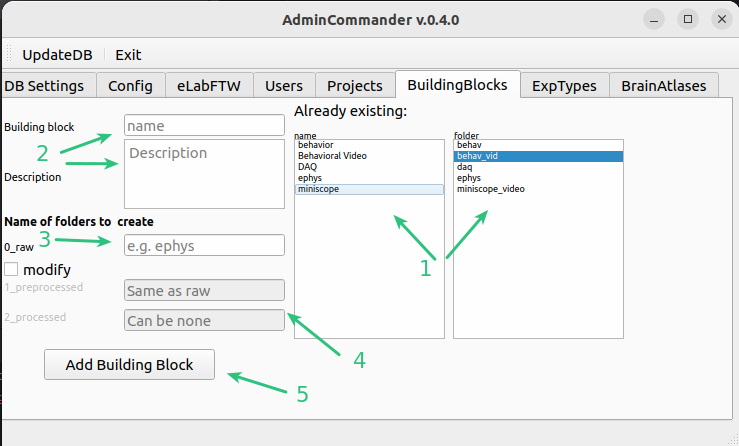 AdminCommander v.0.4.0
UpdateDB Exit
DB Settings Config eLabFTW Users Projects BuildingBlocks ExpTypes BrainAtlases
Already existing:
Building block name
2
Description
Description
Name of folders to create
3
0_raw e.g. ephys
modify
1_preprocessed Same as raw
2_processed Can be none
4
Add Building Block
5
name
behavior
Behavioral Video
DAQ
ephys
miniscope
folder
behav
behav_vid
daq
ephys
miniscope_video
1